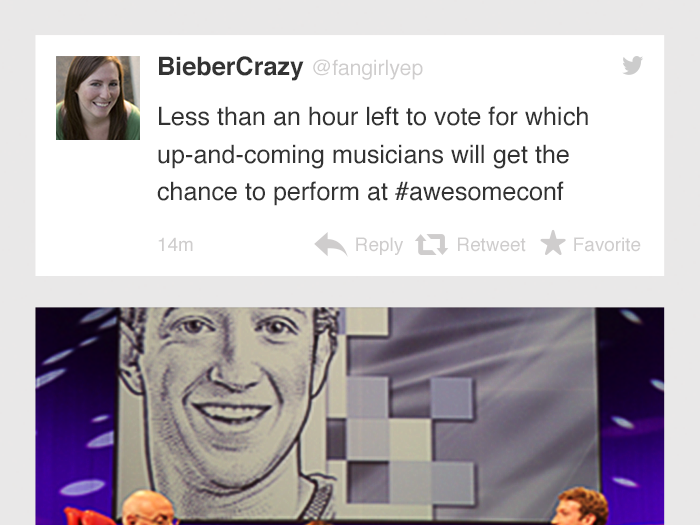 BieberCrazy @fangirlyep
Less than an hour left to vote for which
up-and-coming musicians will get the
chance to perform at #awesomeconf
14m Reply Retweet Favorite